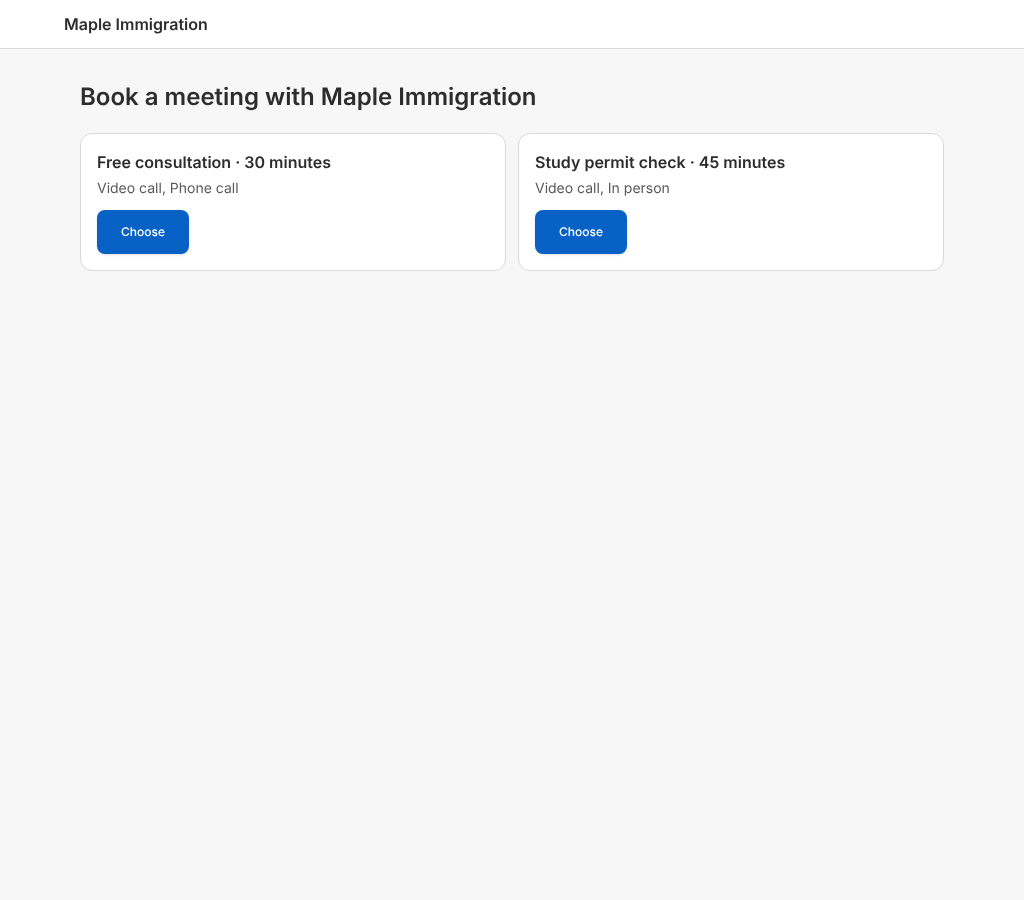 Maple Immigration
Book a meeting with Maple Immigration
Free consultation · 30 minutes
Video call, Phone call
Choose
Study permit check · 45 minutes
Video call, In person
Choose